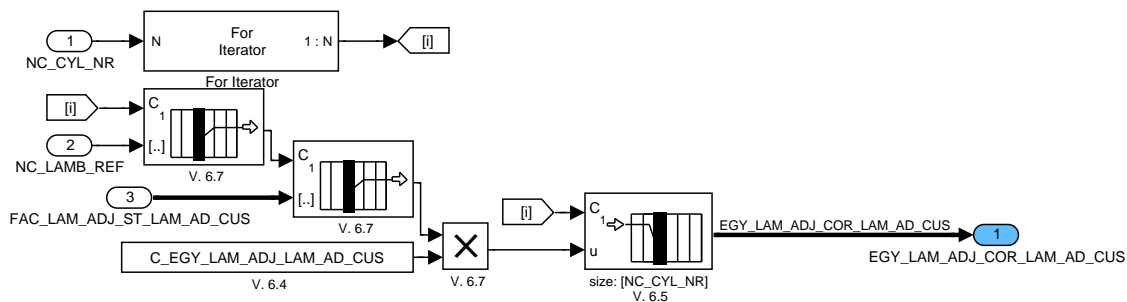 1
NC_CYL_NR
N
For
Iterator
1 : N
[i]
For Iterator
[i]
2
NC_LAMB_REF
C
1
[..]
V. 6.7
3
FAC_LAM_ADJ_ST_LAM_AD_CUS
C
1
[..]
V. 6.7
C_EGY_LAM_ADJ_LAM_AD_CUS
V. 6.4
V. 6.7
[i]
C
1
u
size: [NC_CYL_NR]
V. 6.5
EGY_LAM_ADJ_COR_LAM_AD_CUS
1
EGY_LAM_ADJ_COR_LAM_AD_CUS